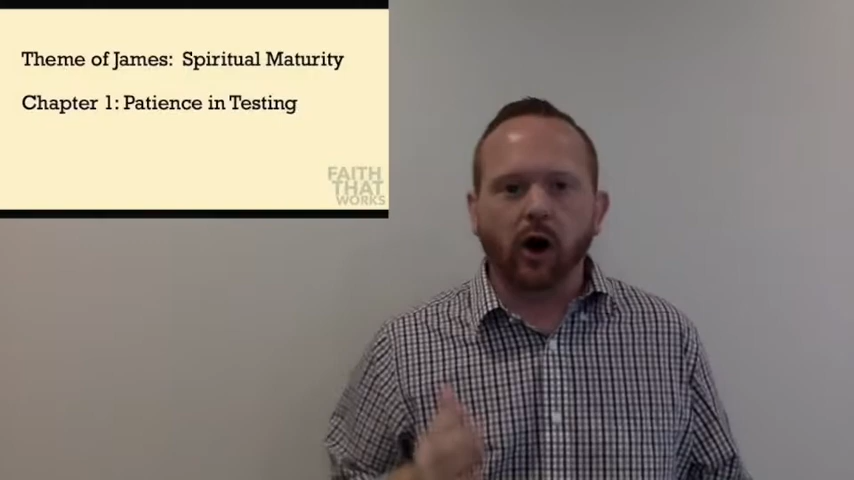 Theme of James: Spiritual Maturity
Chapter 1: Patience in Testing
FAITH
THAT
WORKS